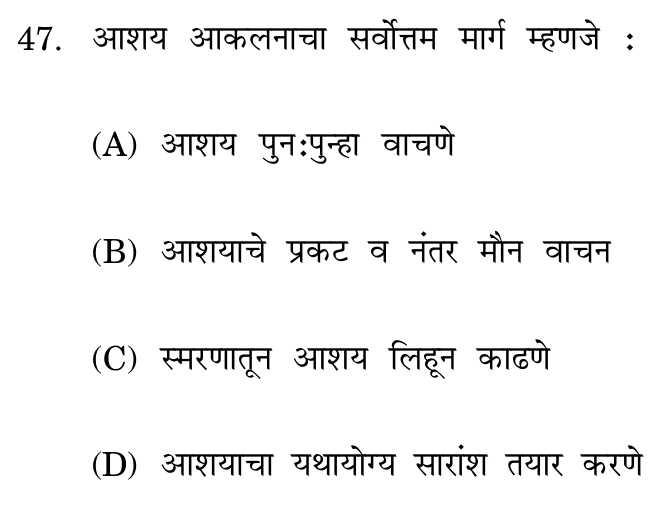 47. आशय आकलनाचा सर्वोत्तम मार्ग म्हणजे :
(A) आशय पुन:पुन्हा वाचणे
(B) आशयाचे प्रकट व नंतर मौन वाचन
(C) स्मरणातून आशय लिहून काढणे
(D) आशयाचा यथायोग्य सारांश तयार करणे